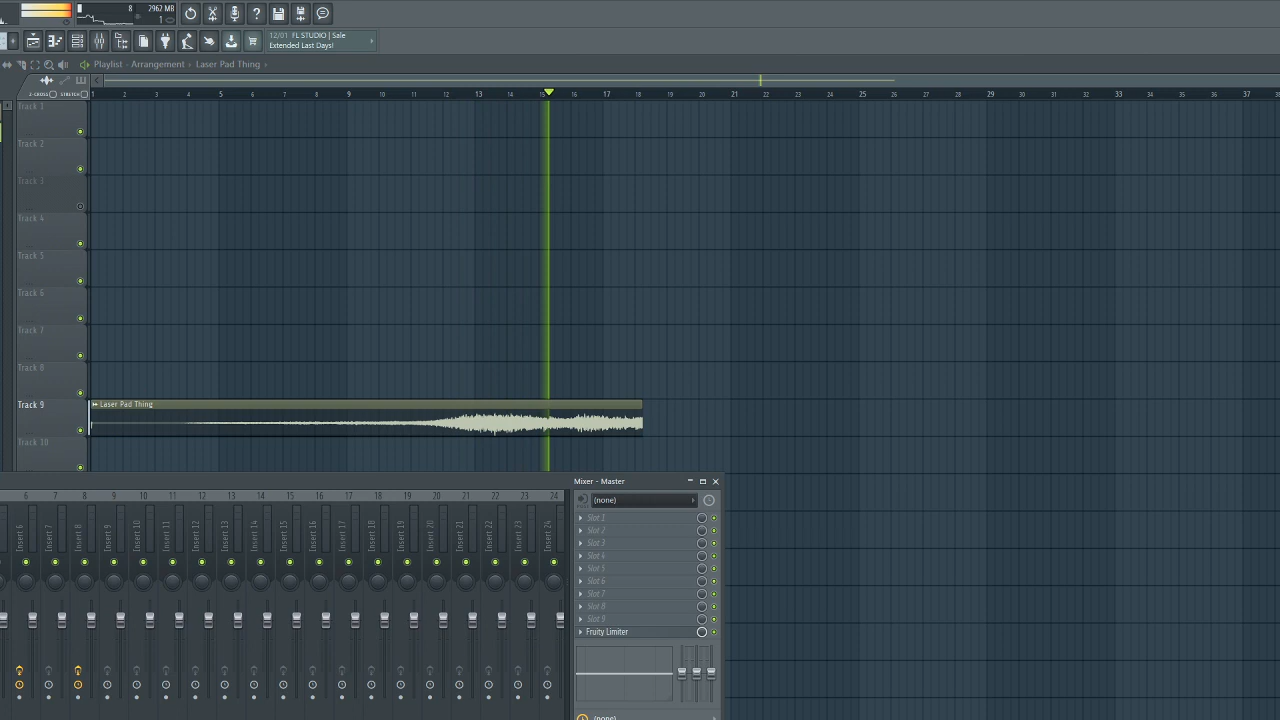 8 2962 MB
1
12/01 FL STUDIO | Sale
Extended Last Days!
Playlist - Arrangement › Laser Pad Thing ›
Z-CROSS STRETCH 1 2 3 4 5 6 7 8 9 10 11 12 13 14 15 16 17 18 19 20 21 22 23 24 25 26 27 28 29 30 31 32 33 34 35 36 37 38
Track 1
Track 2
Track 3
Track 4
Track 5
Track 6
Track 7
Track 8
Track 9
Laser Pad Thing
Track 10
Mixer - Master
6 7 8 9 10 11 12 13 14 15 16 17 18 19 20 21 22 23 24
(none)
Insert 6 Insert 7 Insert 8 Insert 9 Insert 10 Insert 11 Insert 12 Insert 13 Insert 14 Insert 15 Insert 16 Insert 17 Insert 18 Insert 19 Insert 20 Insert 21 Insert 22 Insert 23 Insert 24
Slot 1
Slot 2
Slot 3
Slot 4
Slot 5
Slot 6
Slot 7
Slot 8
Slot 9
Fruity Limiter
(none)